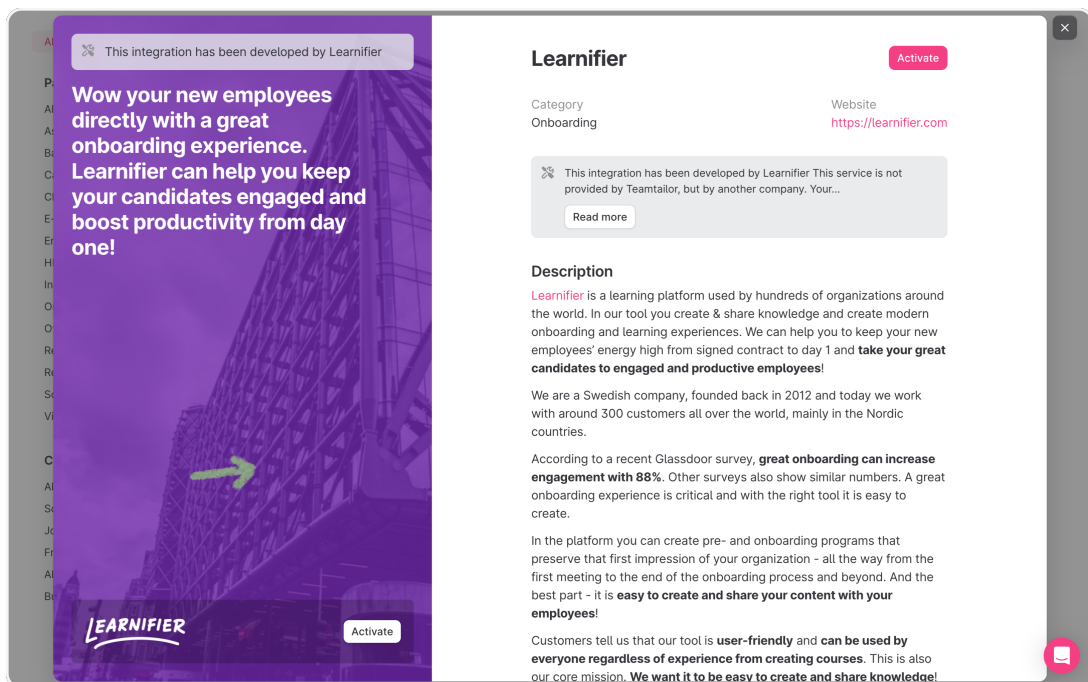 This integration has been developed by Learnifier
Wow your new employees
directly with a great
onboarding experience.
Learnifier can help you keep
your candidates engaged and
boost productivity from day
one!
LEARNIFIER
Activate
Learnifier
Activate
Category
Onboarding
Website
https://learnifier.com
This integration has been developed by Learnifier This service is not
provided by Teamtailor, but by another company. Your...
Read more
Description
Learnifier is a learning platform used by hundreds of organizations around
the world. In our tool you create & share knowledge and create modern
onboarding and learning experiences. We can help you to keep your new
employees' energy high from signed contract to day 1 and take your great
candidates to engaged and productive employees!
We are a Swedish company, founded back in 2012 and today we work
with around 300 customers all over the world, mainly in the Nordic
countries.
According to a recent Glassdoor survey, great onboarding can increase
engagement with 88%. Other surveys also show similar numbers. A great
onboarding experience is critical and with the right tool it is easy to
create.
In the platform you can create pre- and onboarding programs that
preserve that first impression of your organization - all the way from the
first meeting to the end of the onboarding process and beyond. And the
best part - it is easy to create and share your content with your
employees!
Customers tell us that our tool is user-friendly and can be used by
everyone regardless of experience from creating courses. This is also
our core mission. We want it to be easy to create and share knowledge!